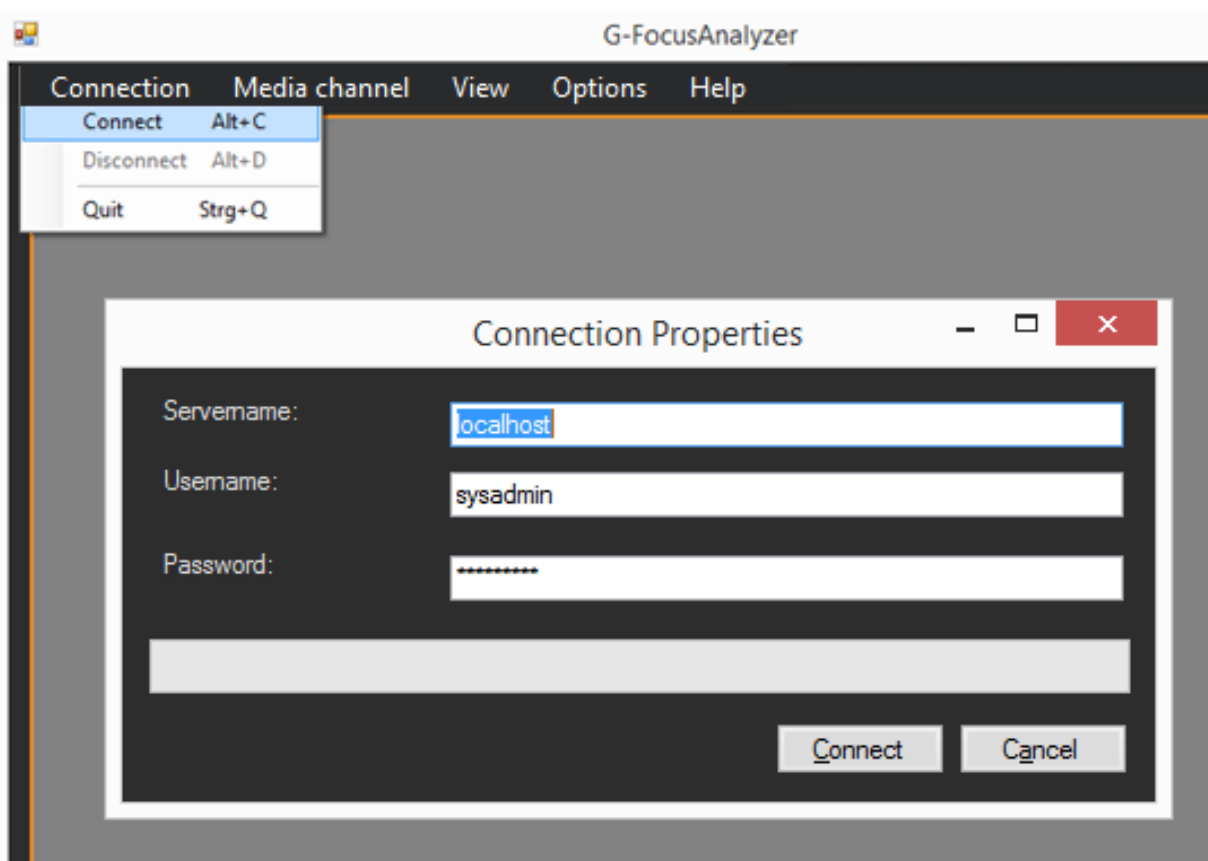 G-FocusAnalyzer
Connection Media channel View Options Help
Connect Alt+C
Disconnect Alt+D
Quit Strg+Q
Connection Properties
Servername:
localhost
Username:
sysadmin
Password:
*********
Connect Cancel